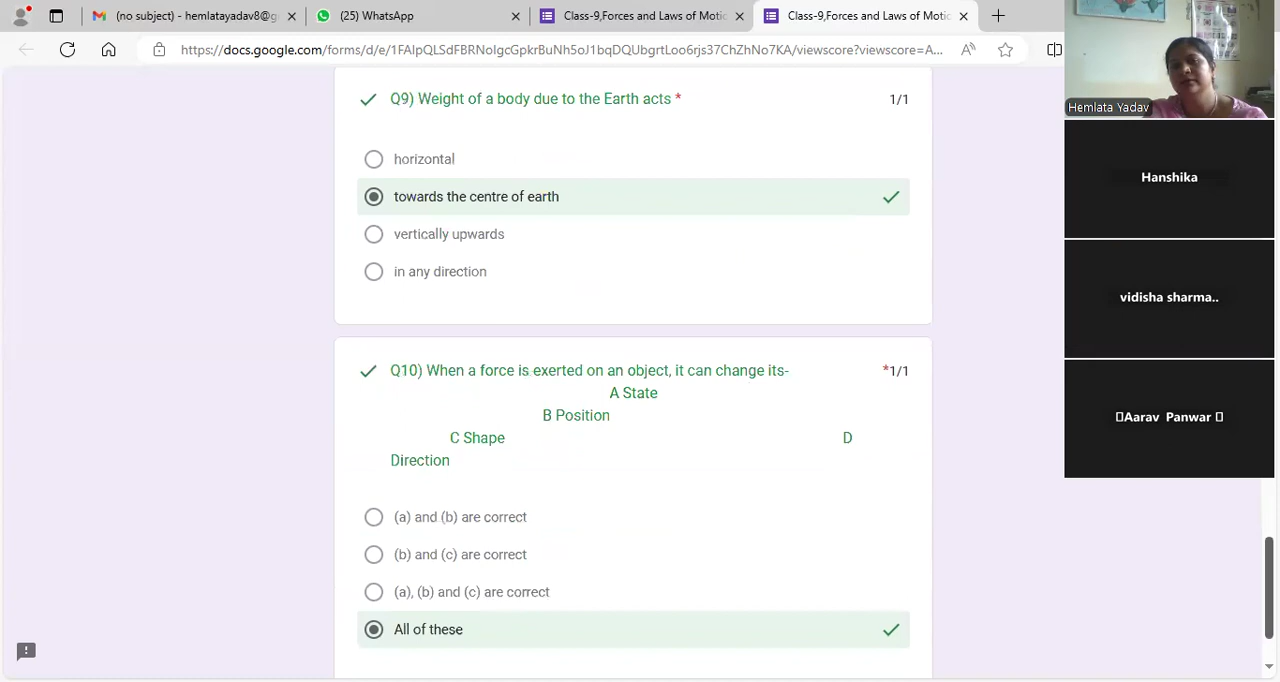 (no subject) - hemlatayadav8@g
(25) WhatsApp
Class-9,Forces and Laws of Motio
Class-9,Forces and Laws of Motio
https://docs.google.com/forms/d/e/1FAIpQLSdFBRNoIgcGpkrBuNh5oJ1bqDQUbgrtLoo6rjs37ChZhNo7KA/viewscore?viewscore=A...
Q9) Weight of a body due to the Earth acts *
1/1
horizontal
towards the centre of earth
vertically upwards
in any direction
Q10) When a force is exerted on an object, it can change its-
*1/1
A State
B Position
C Shape D
Direction
(a) and (b) are correct
(b) and (c) are correct
(a), (b) and (c) are correct
All of these
Hemlata Yadav
Hanshika
vidisha sharma..
Aarav Panwar